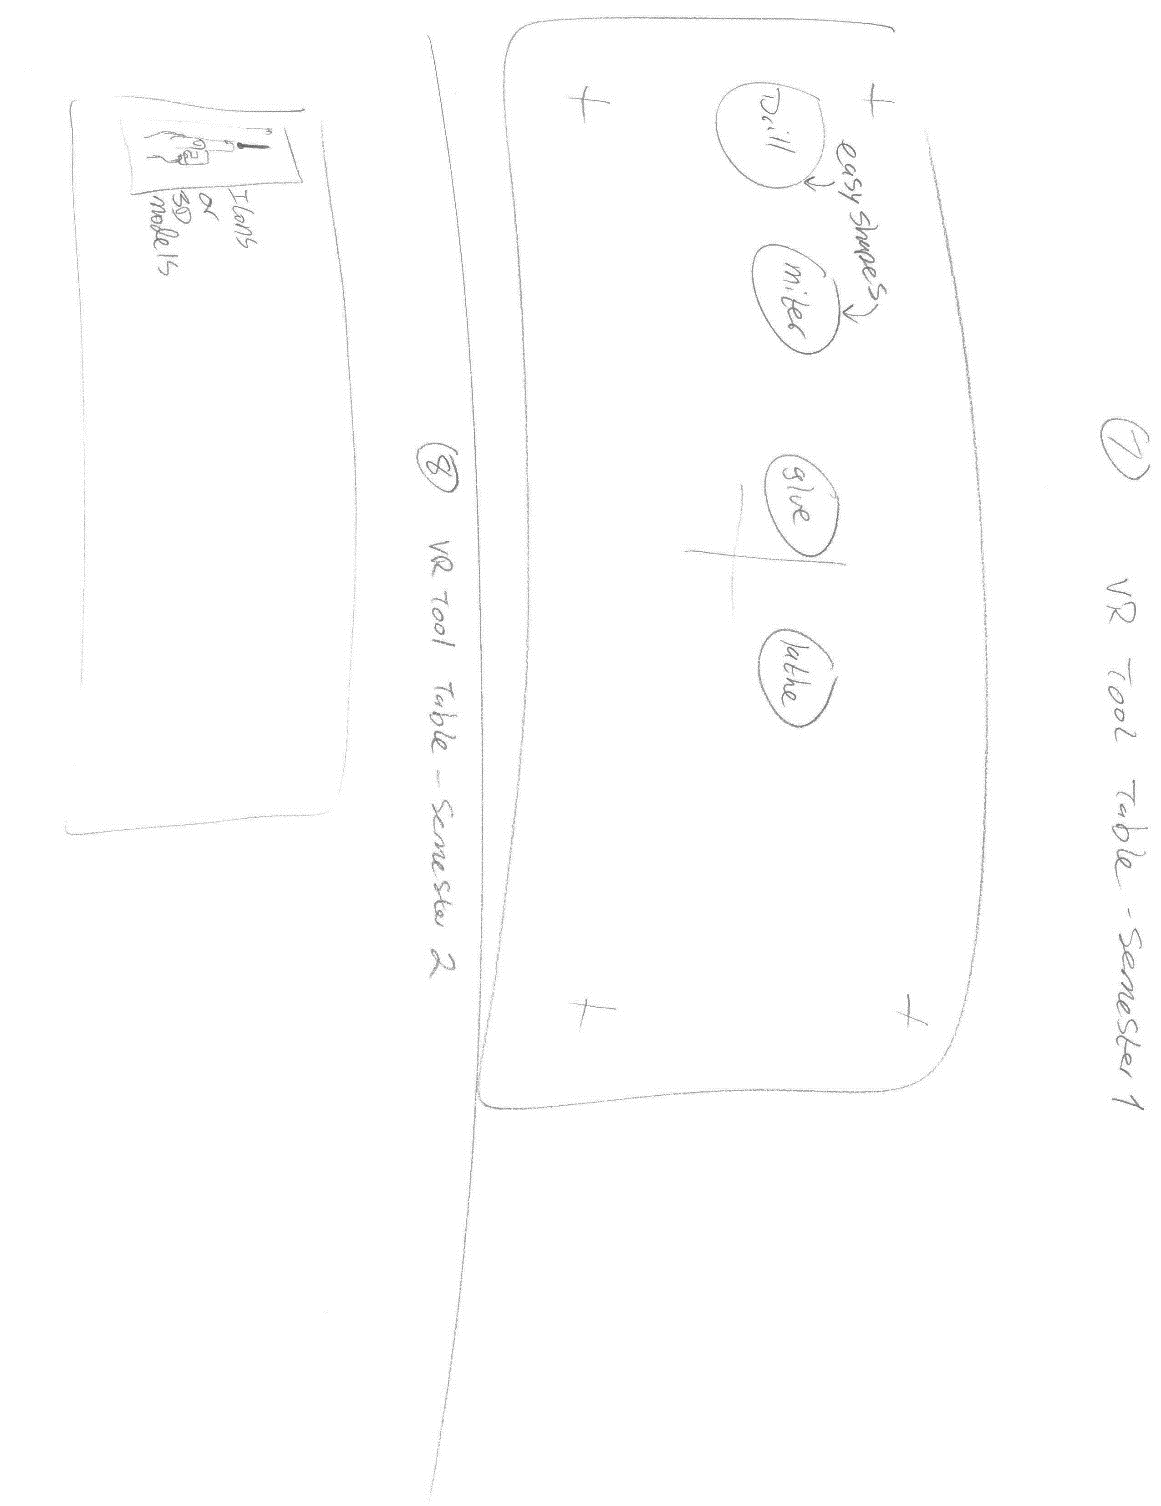 7 VR Tool Table - Semester 1
easy shapes
Drill
miter
glue
lathe
8 VR Tool Table - Semester 2
Icons
or
3D
models